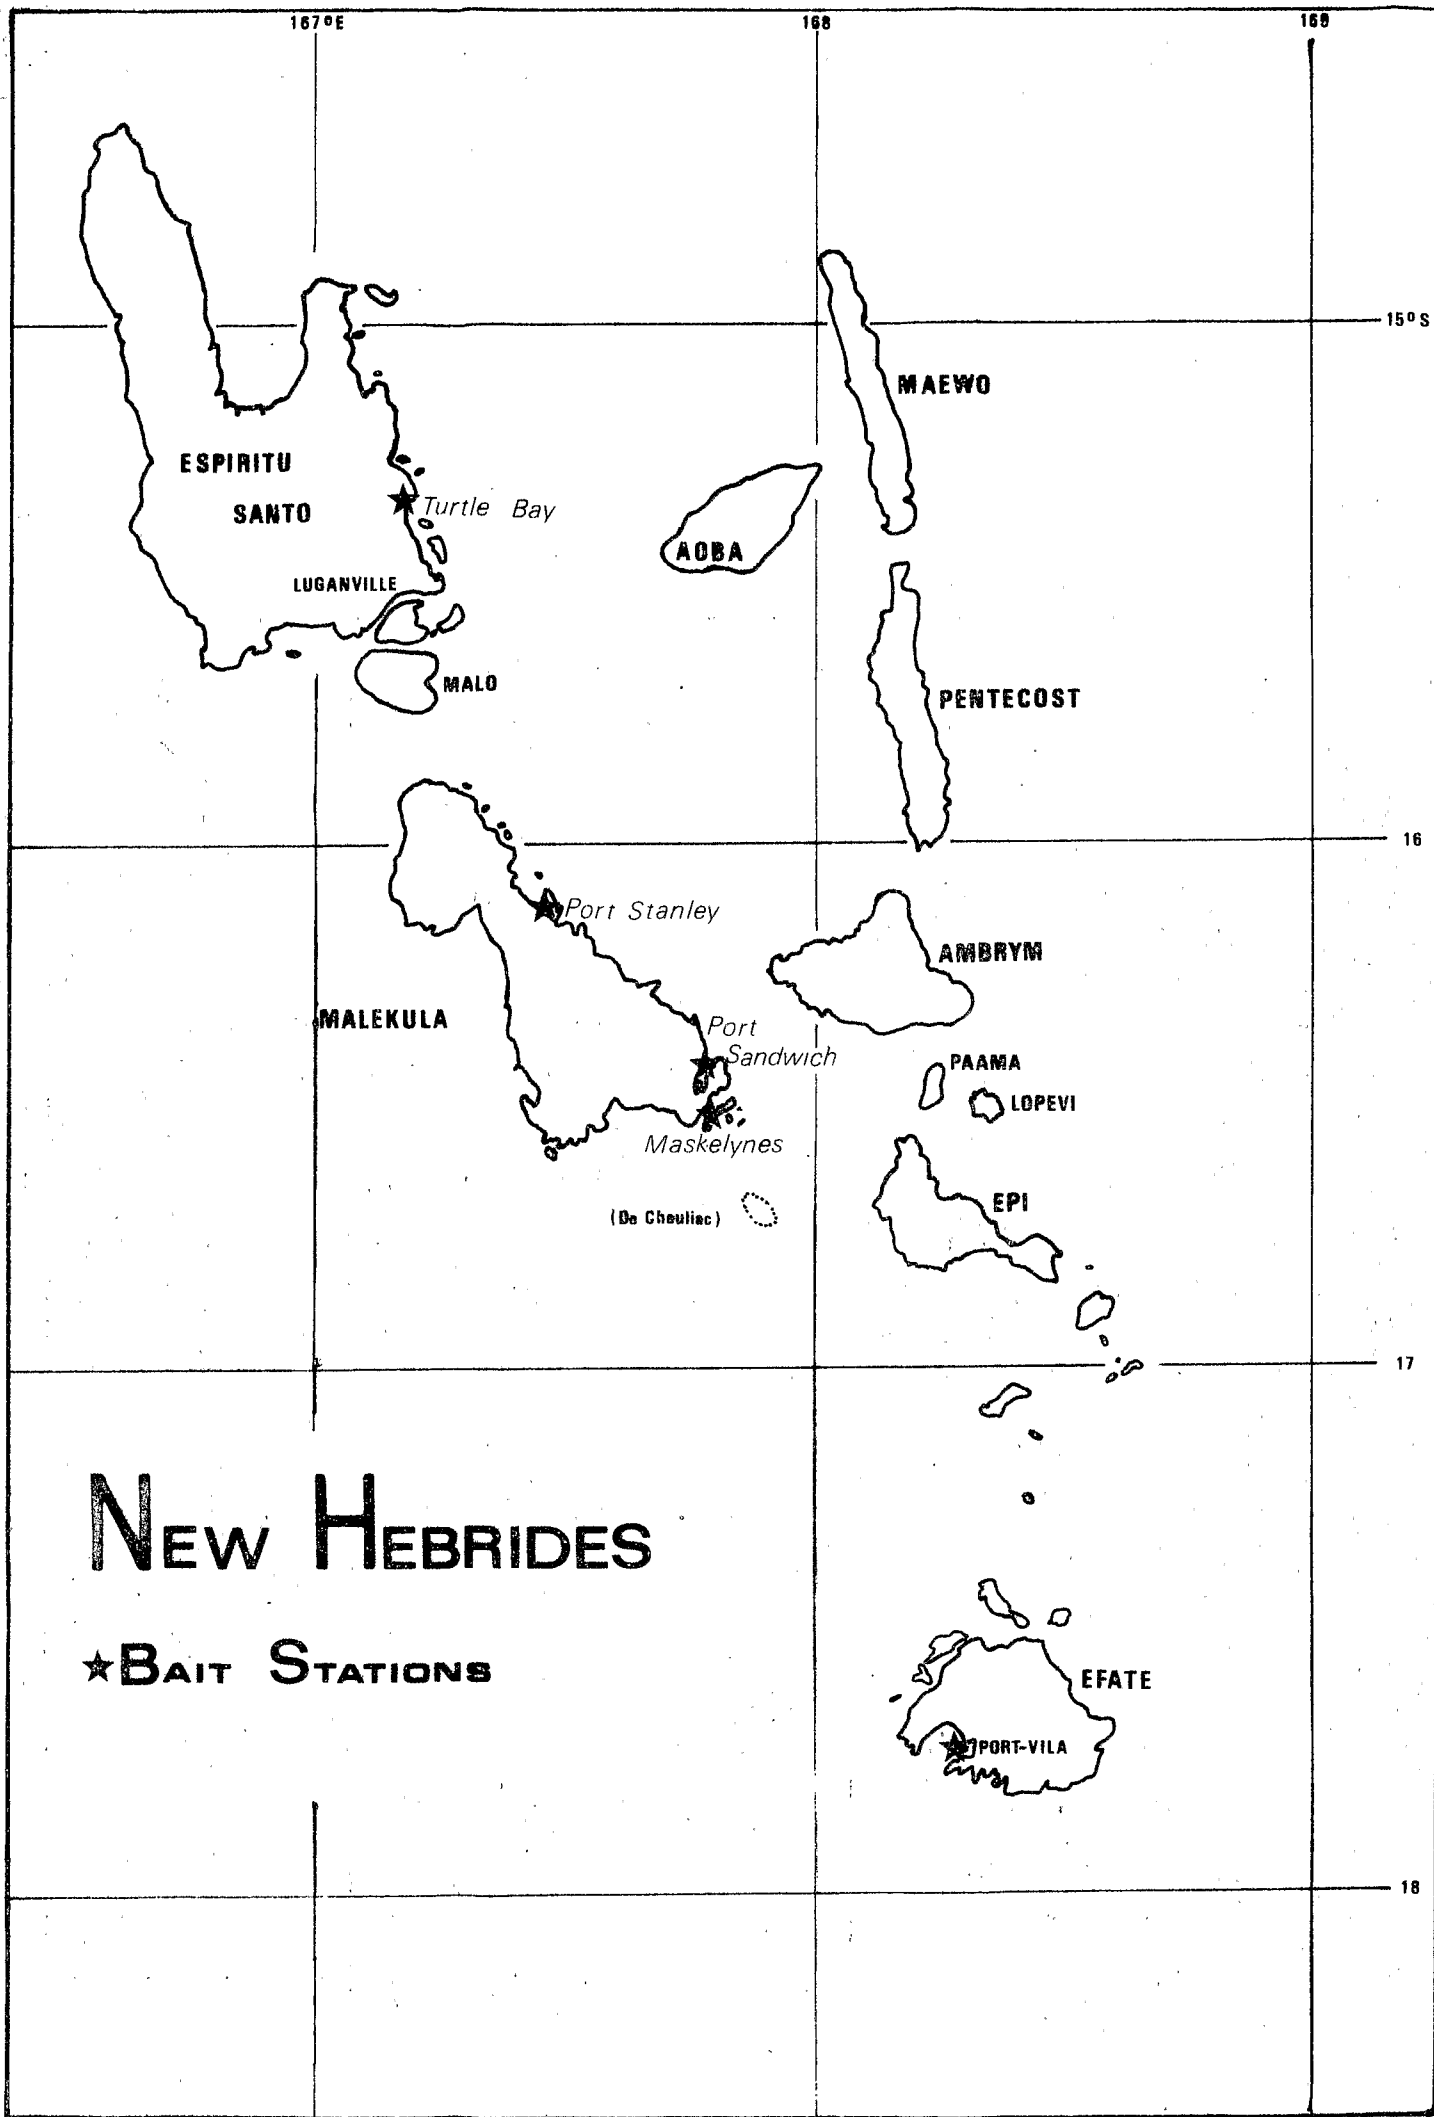 167°E
168
169
15°S
MAEWO
ESPIRITU
SANTO
Turtle Bay
AOBA
LUGANVILLE
MALO
PENTECOST
16
Port Stanley
AMBRYM
MALEKULA
Port
Sandwich
PAAMA
LOPEVI
Maskelynes
EPI
(De Chauliac)
17
NEW HEBRIDES
BAIT STATIONS
EFATE
PORT-VILA
18